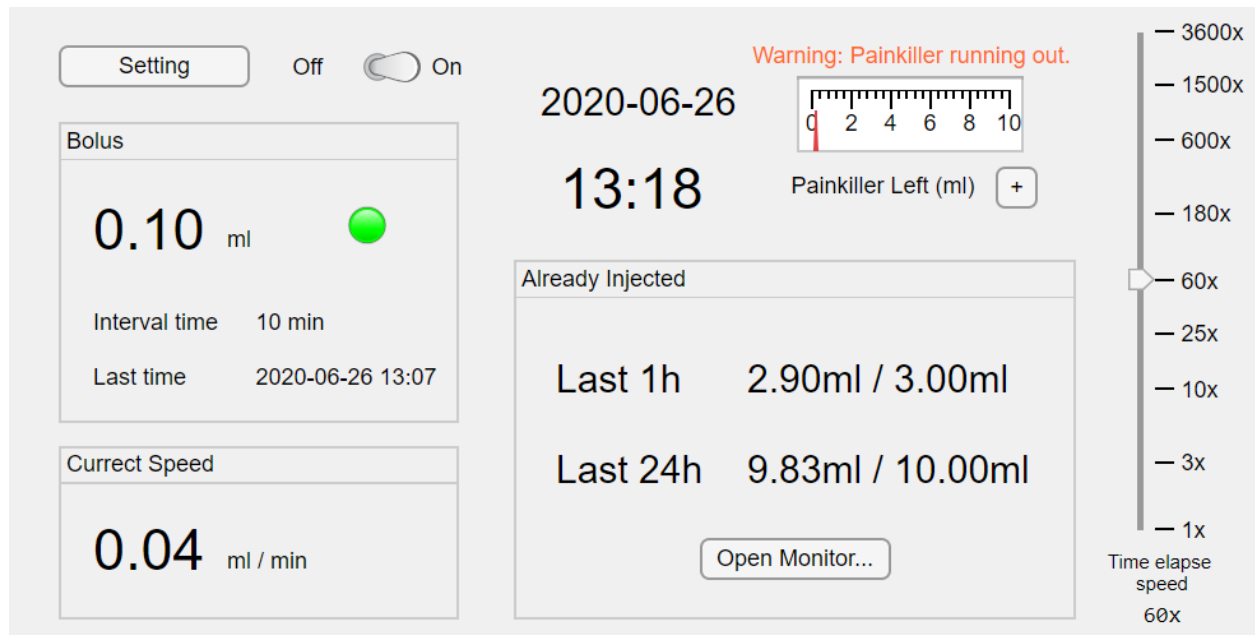 Setting
Off
On
Bolus
0.10 ml
Interval time 10 min
Last time 2020-06-26 13:07
Currect Speed
0.04 ml / min
2020-06-26
13:18
Warning: Painkiller running out.
0 2 4 6 8 10
Painkiller Left (ml) +
Already Injected
Last 1h 2.90ml / 3.00ml
Last 24h 9.83ml / 10.00ml
Open Monitor...
3600x
1500x
600x
180x
60x
25x
10x
3x
1x
Time elapse
speed
60x